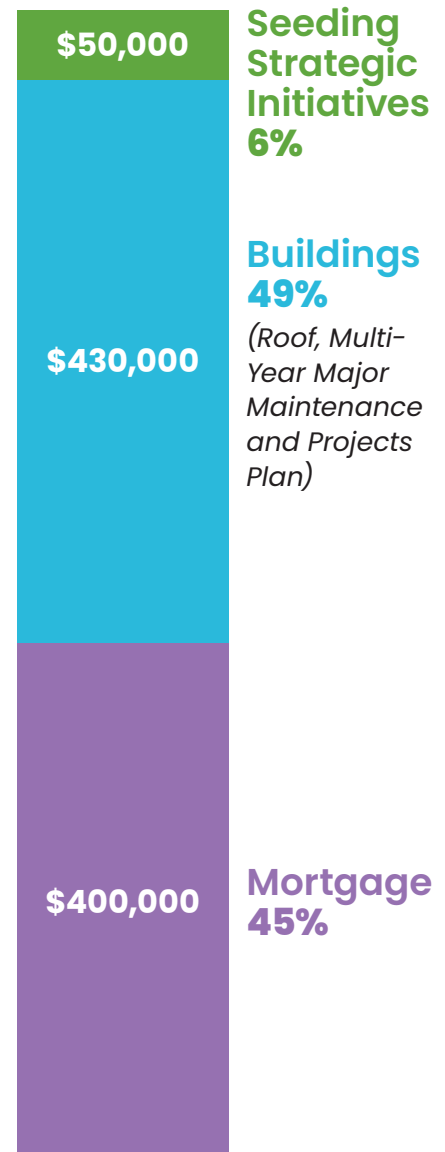 $50,000
Seeding
Strategic
Initiatives
6%
$430,000
Buildings
49%
(Roof, Multi-
Year Major
Maintenance
and Projects
Plan)
$400,000
Mortgage
45%